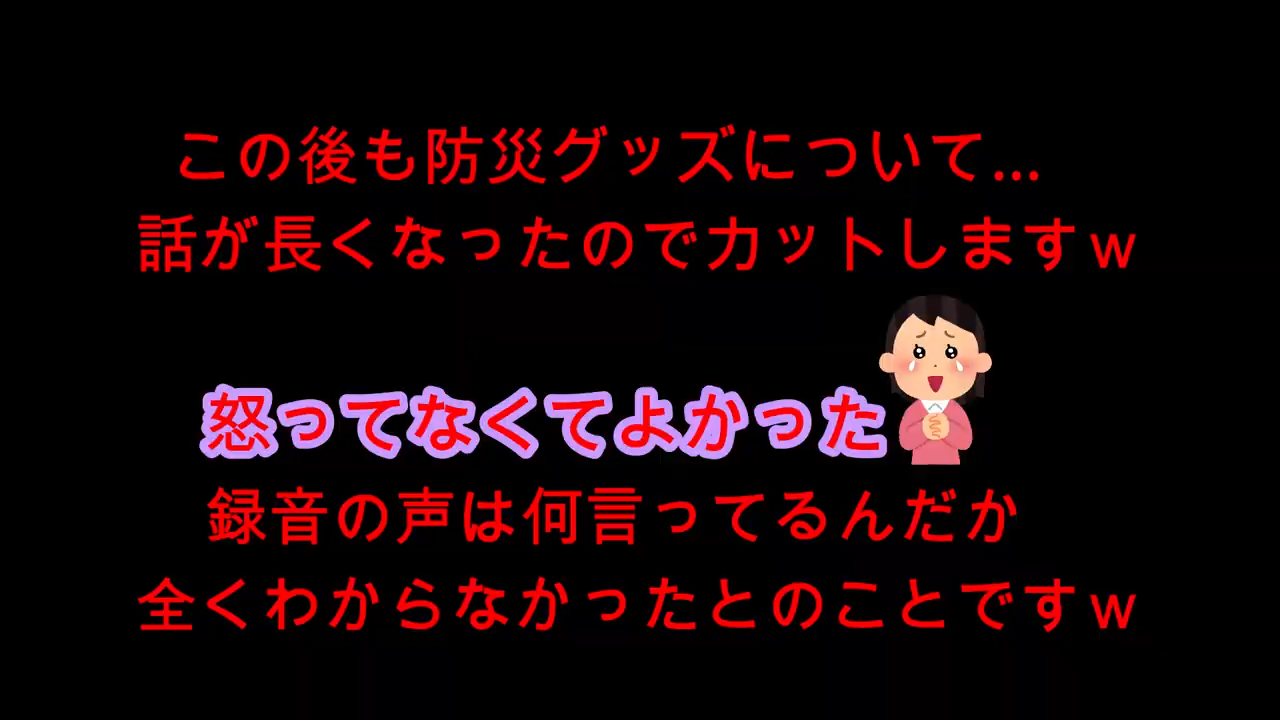 この後も防災グッズについて...
話が長くなったのでカットしますw
怒ってなくてよかった
録音の声は何言ってるんだか
全くわからなかったとのことですw